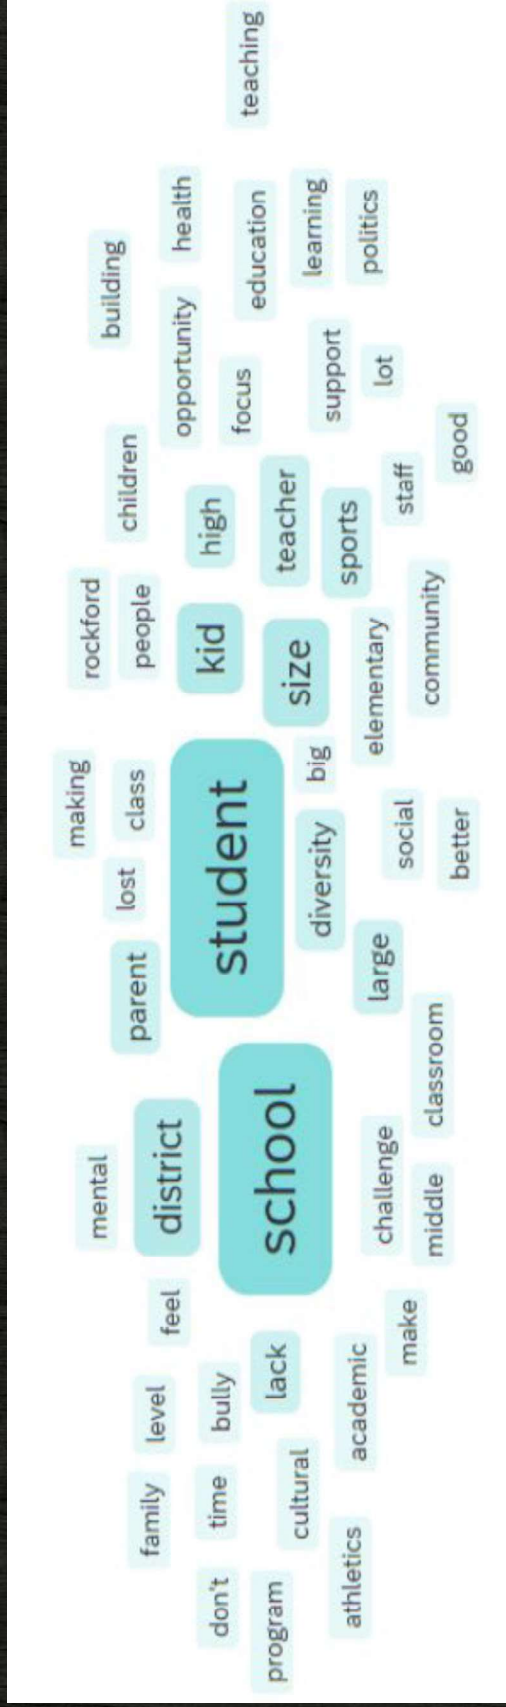 making
rockford
mental
building
lost
class
children
parent
people
family
level
feel
district
opportunity
health
don't
time
bully
student
kid
high
focus
teaching
education
program
lack
school
size
teacher
cultural
diversity
big
learning
support
sports
athletics
academic
large
elementary
politics
challenge
lot
make
social
staff
middle
classroom
community
better
good